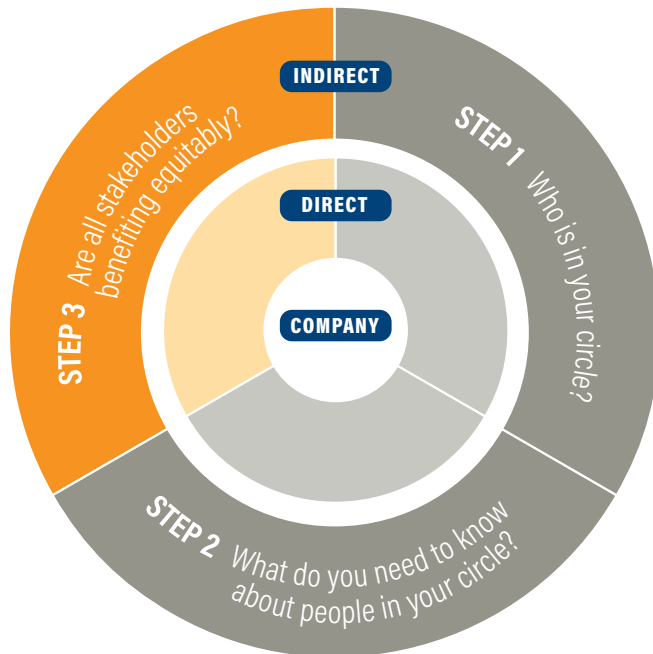 INDIRECT
DIRECT
COMPANY
STEP 1 Who is in your circle?
STEP 2 What do you need to know
about people in your circle?
STEP 3 Are all stakeholders
benefiting equitably?